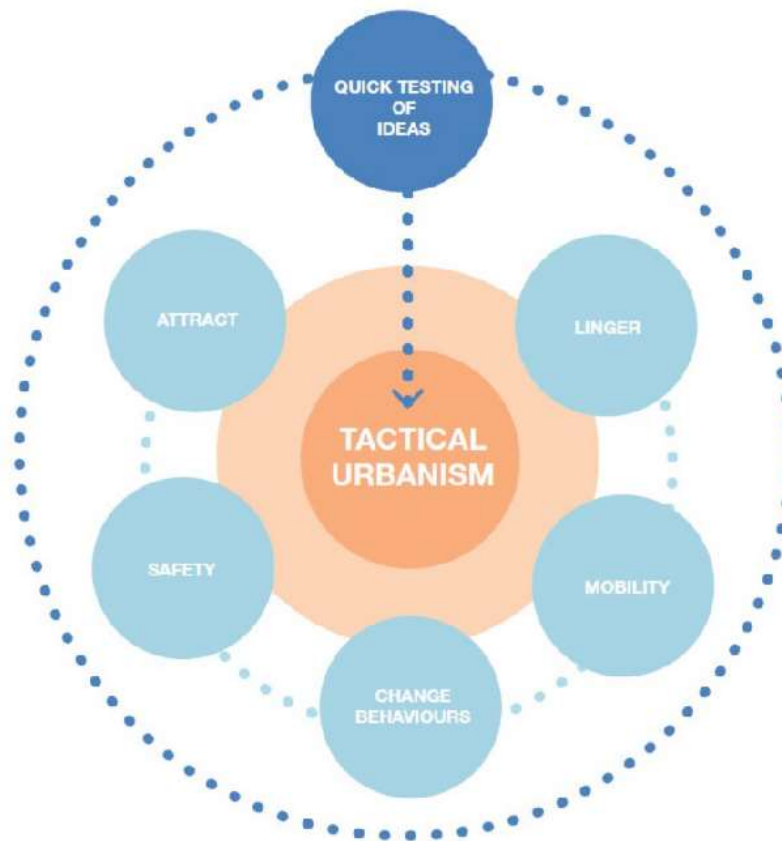 QUICK TESTING
OF
IDEAS
ATTRACT
LINGER
TACTICAL
URBANISM
SAFETY
MOBILITY
CHANGE
BEHAVIOURS